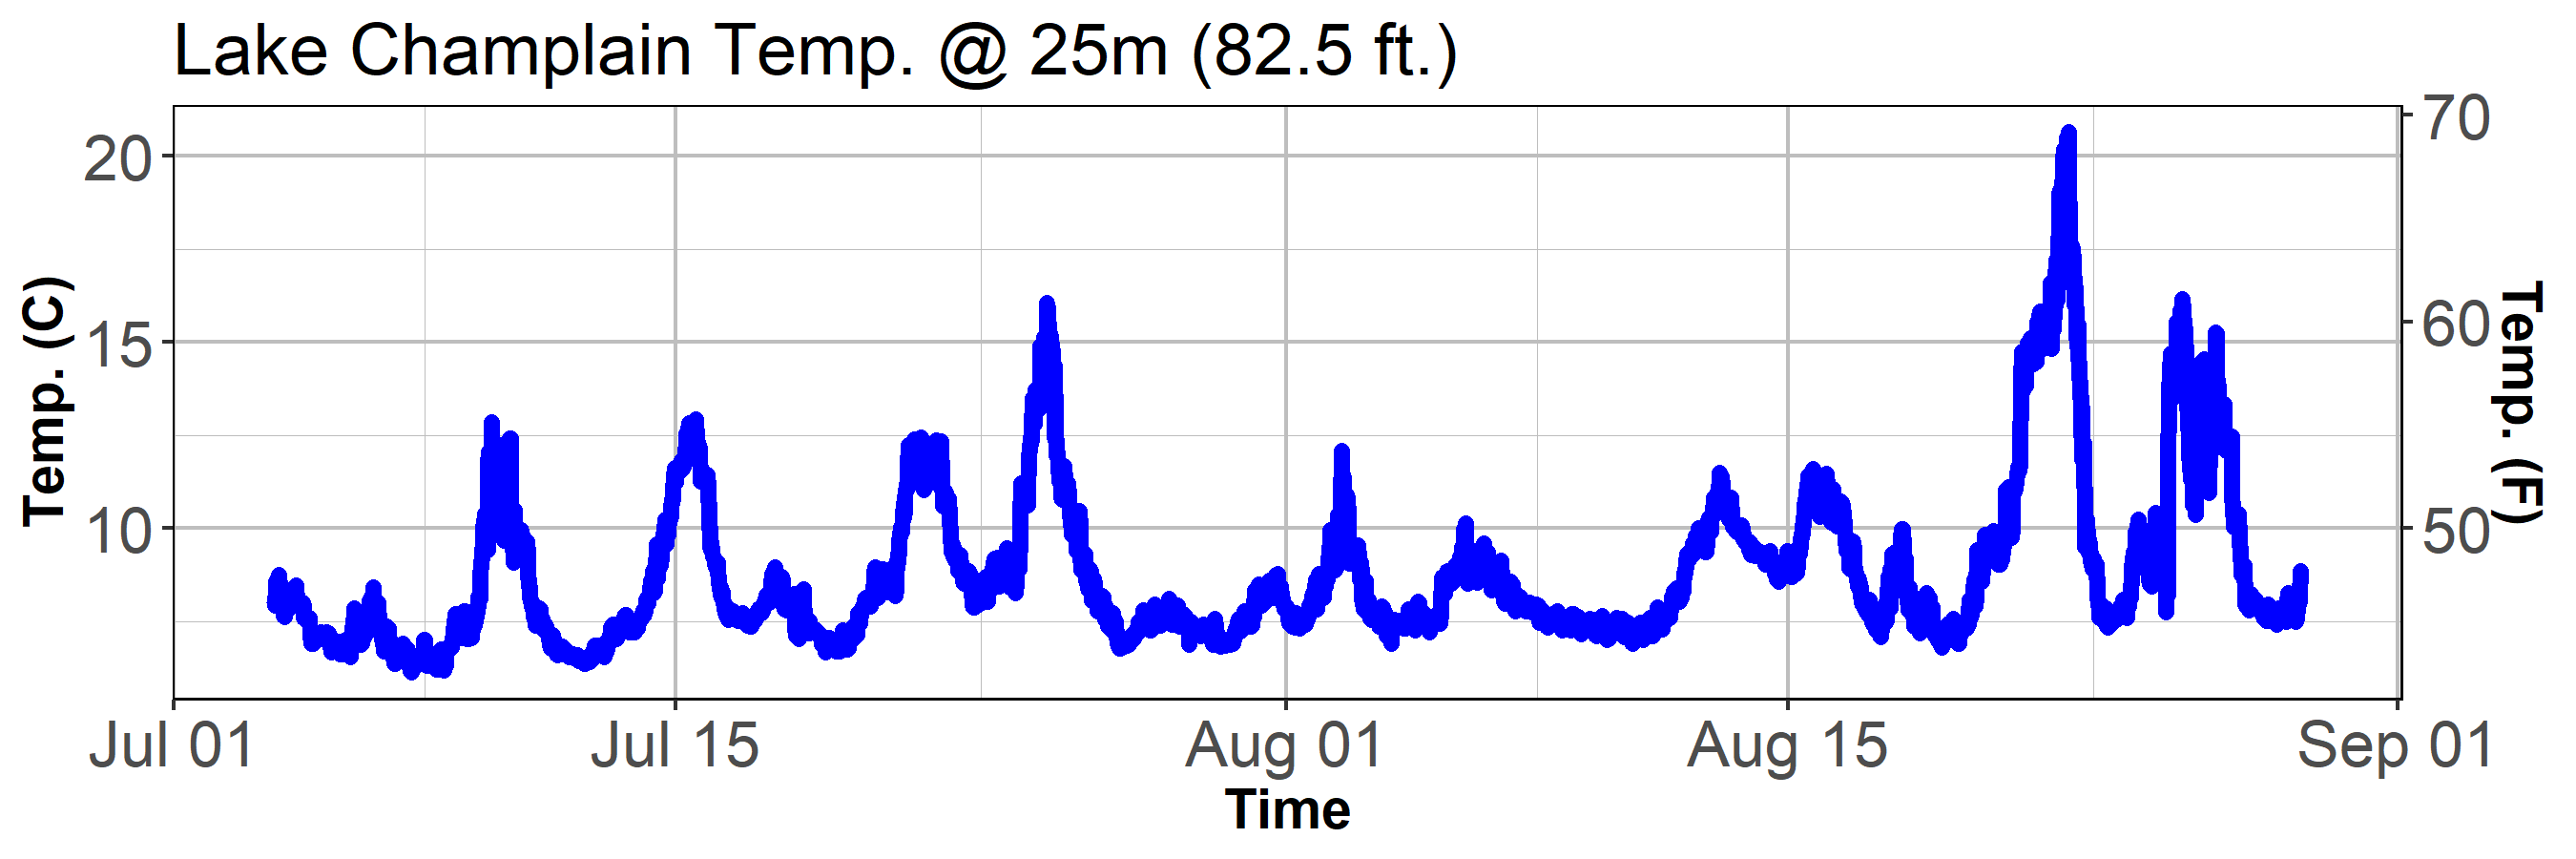 Lake Champlain Temp. @ 25m (82.5 ft.)
Temp. (C)
20
15
10
70
60
50
Temp. (F)
Jul 01 Jul 15 Aug 01 Aug 15 Sep 01
Time